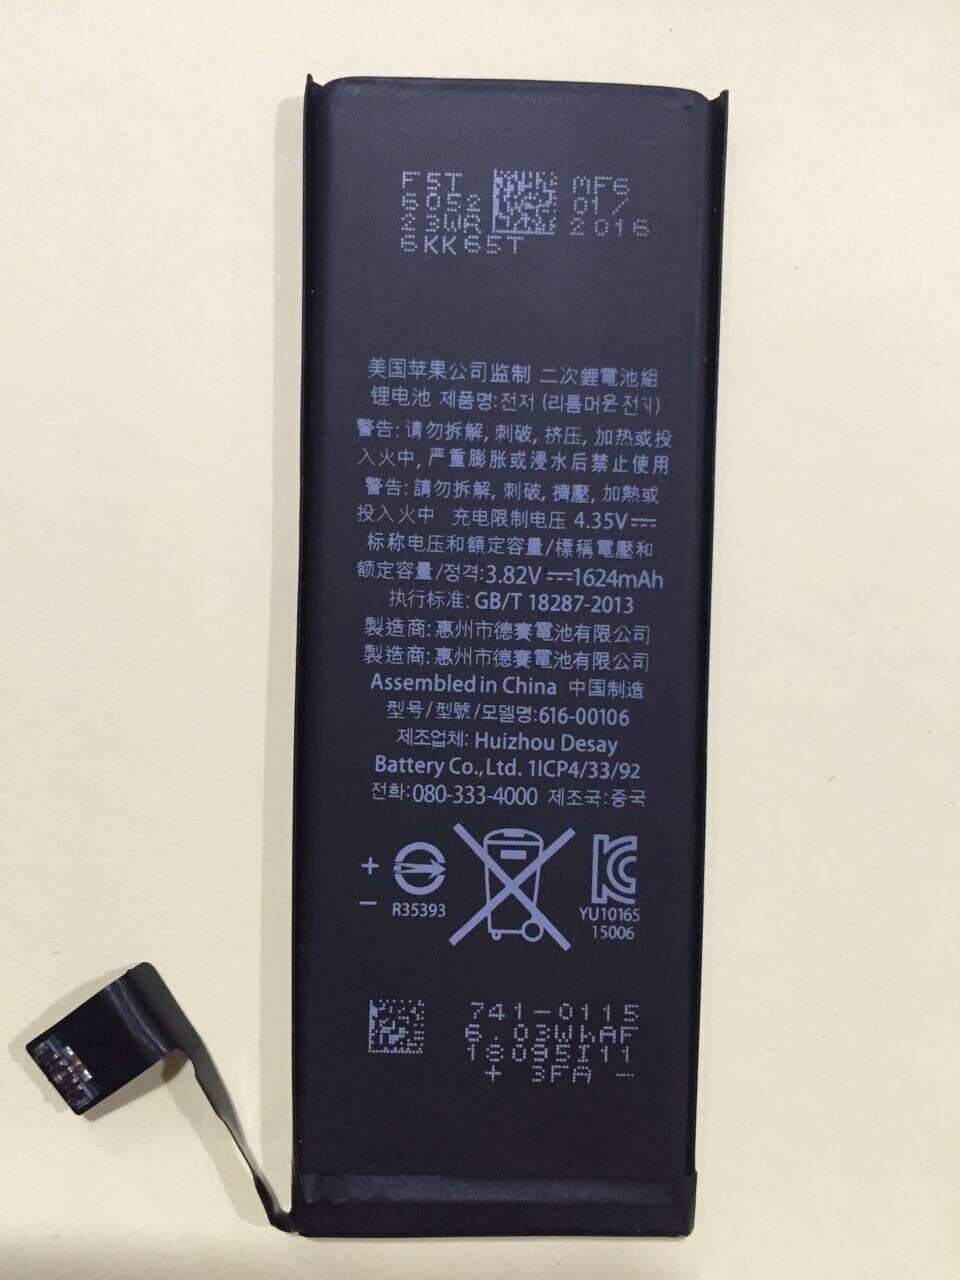 F5T
6052
23WR
6KK65T
MF6
01/
2016
美国苹果公司监制 二次鋰電池組
锂电池 제품명:전지 (리튬머온전지)
警告: 请勿拆解, 刺破, 挤压, 加热或投
入火中, 严重膨胀或浸水后禁止使用
警告: 請勿拆解, 刺破, 擠壓, 加熱或
投入火中 充电限制电压 4.35V⎓
标称电压和額定容量/標稱電壓和
额定容量/정격:3.82V⎓1624mAh
执行标准: GB/T 18287-2013
製造商: 惠州市德賽電池有限公司
製造商: 惠州市德賽電池有限公司
Assembled in China 中国制造
型号/型號/모델명:616-00106
제조업체: Huizhou Desay
Battery Co.,Ltd. 1ICP4/33/92
전화:080-333-4000 제조국:중국
+
−
R35393
YU10165
15006
741-0115
6.03WhAF
18095I11
+ 3FA −